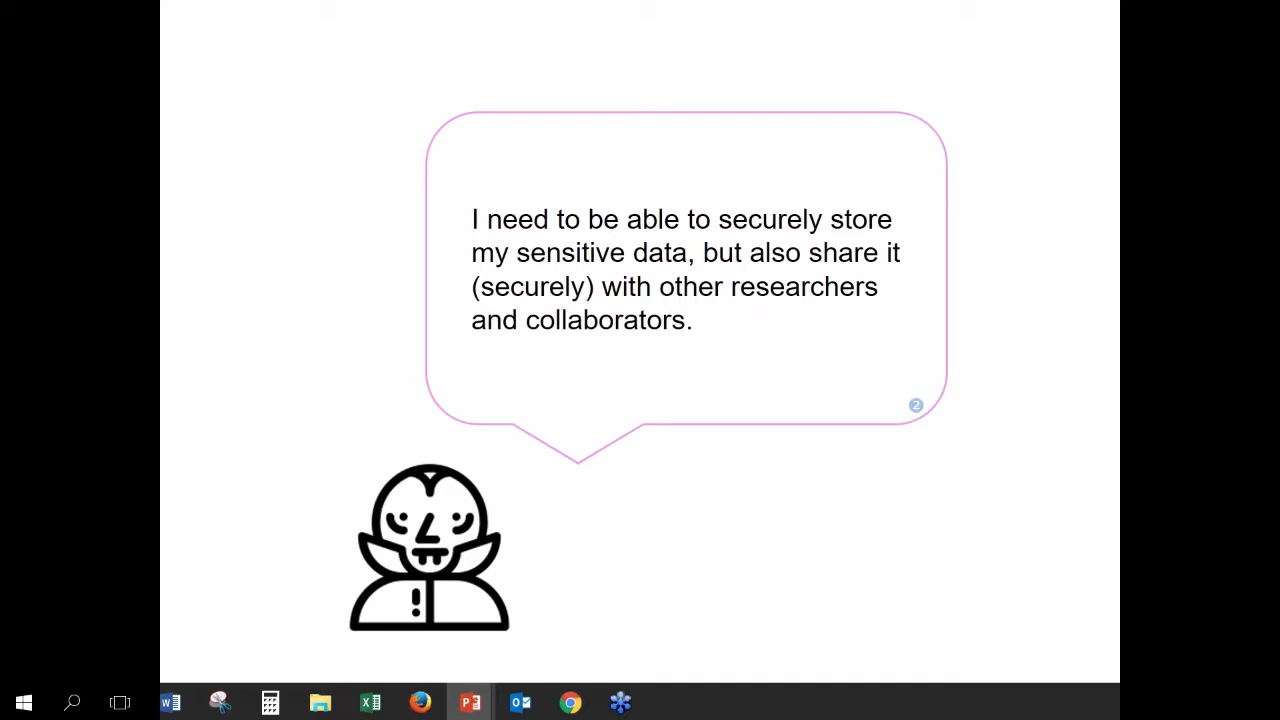 I need to be able to securely store
my sensitive data, but also share it
(securely) with other researchers
and collaborators.
2